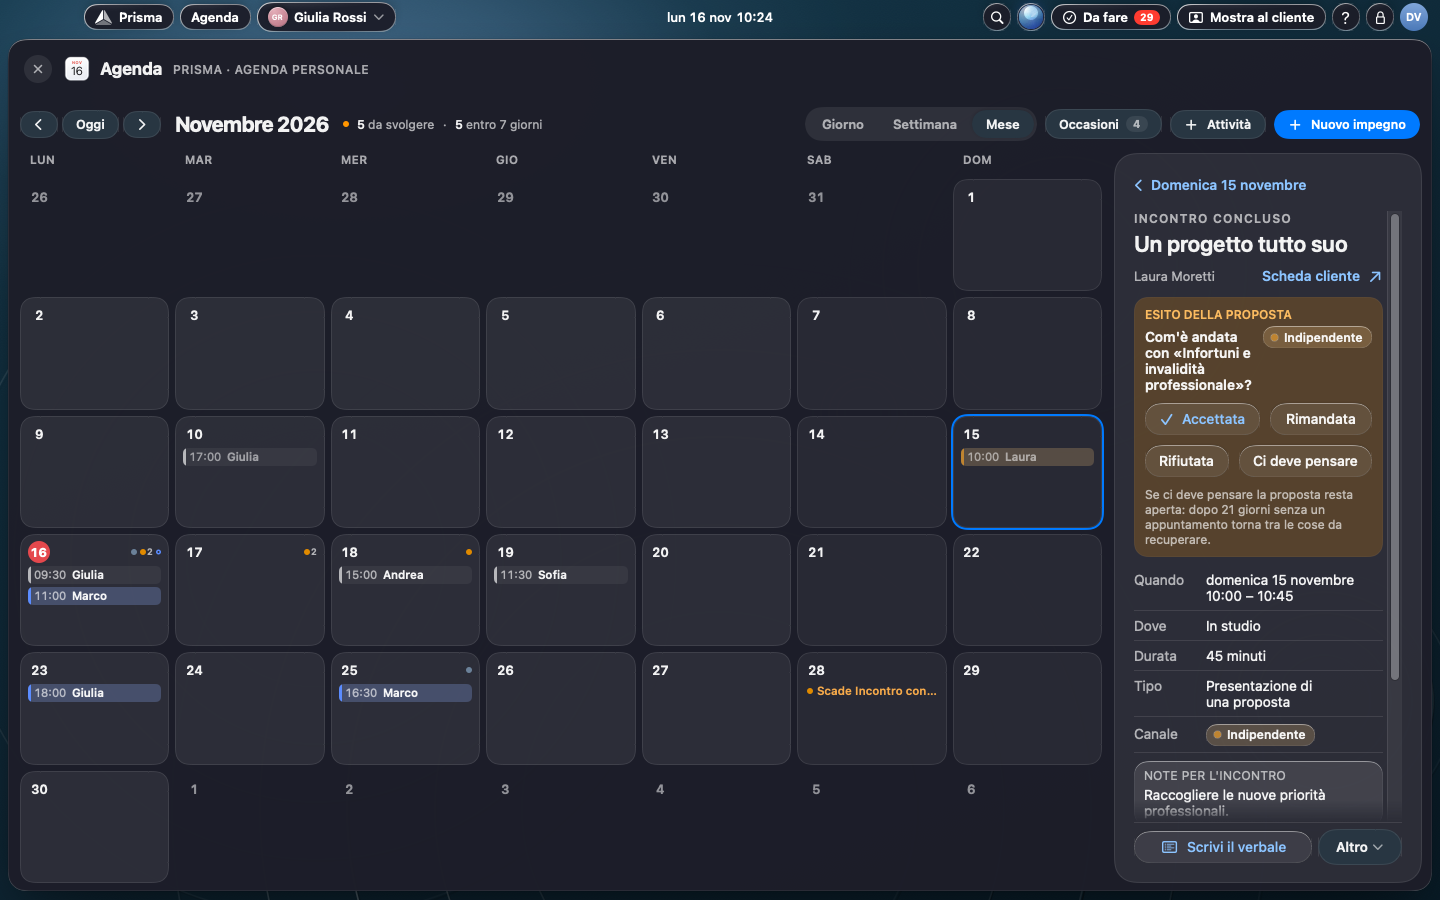 Prisma
Agenda
GR Giulia Rossi
lun 16 nov 10:24
Da fare 29
Mostra al cliente
?
DV
NOV
16
Agenda PRISMA · AGENDA PERSONALE
Oggi
Novembre 2026
5 da svolgere · 5 entro 7 giorni
Giorno Settimana Mese
Occasioni 4
+ Attività
+ Nuovo impegno
LUN MAR MER GIO VEN SAB DOM
26 27 28 29 30 31 1
2 3 4 5 6 7 8
9 10 11 12 13 14 15
17:00 Giulia
10:00 Laura
16 2 17 2 18 19 20 21 22
09:30 Giulia
11:00 Marco
15:00 Andrea
11:30 Sofia
23 24 25 26 27 28 29
18:00 Giulia
16:30 Marco
Scade Incontro con...
30 1 2 3 4 5 6
Domenica 15 novembre
INCONTRO CONCLUSO
Un progetto tutto suo
Laura Moretti
Scheda cliente
ESITO DELLA PROPOSTA
Com'è andata
con «Infortuni e
invalidità
professionale»?
Indipendente
Accettata
Rimandata
Rifiutata
Ci deve pensare
Se ci deve pensare la proposta resta
aperta: dopo 21 giorni senza un
appuntamento torna tra le cose da
recuperare.
Quando domenica 15 novembre
10:00 – 10:45
Dove In studio
Durata 45 minuti
Tipo Presentazione di
una proposta
Canale Indipendente
NOTE PER L'INCONTRO
Raccogliere le nuove priorità
professionali.
Scrivi il verbale
Altro